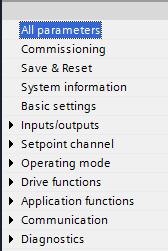 All parameters
Commissioning
Save & Reset
System information
Basic settings
Inputs/outputs
Setpoint channel
Operating mode
Drive functions
Application functions
Communication
Diagnostics